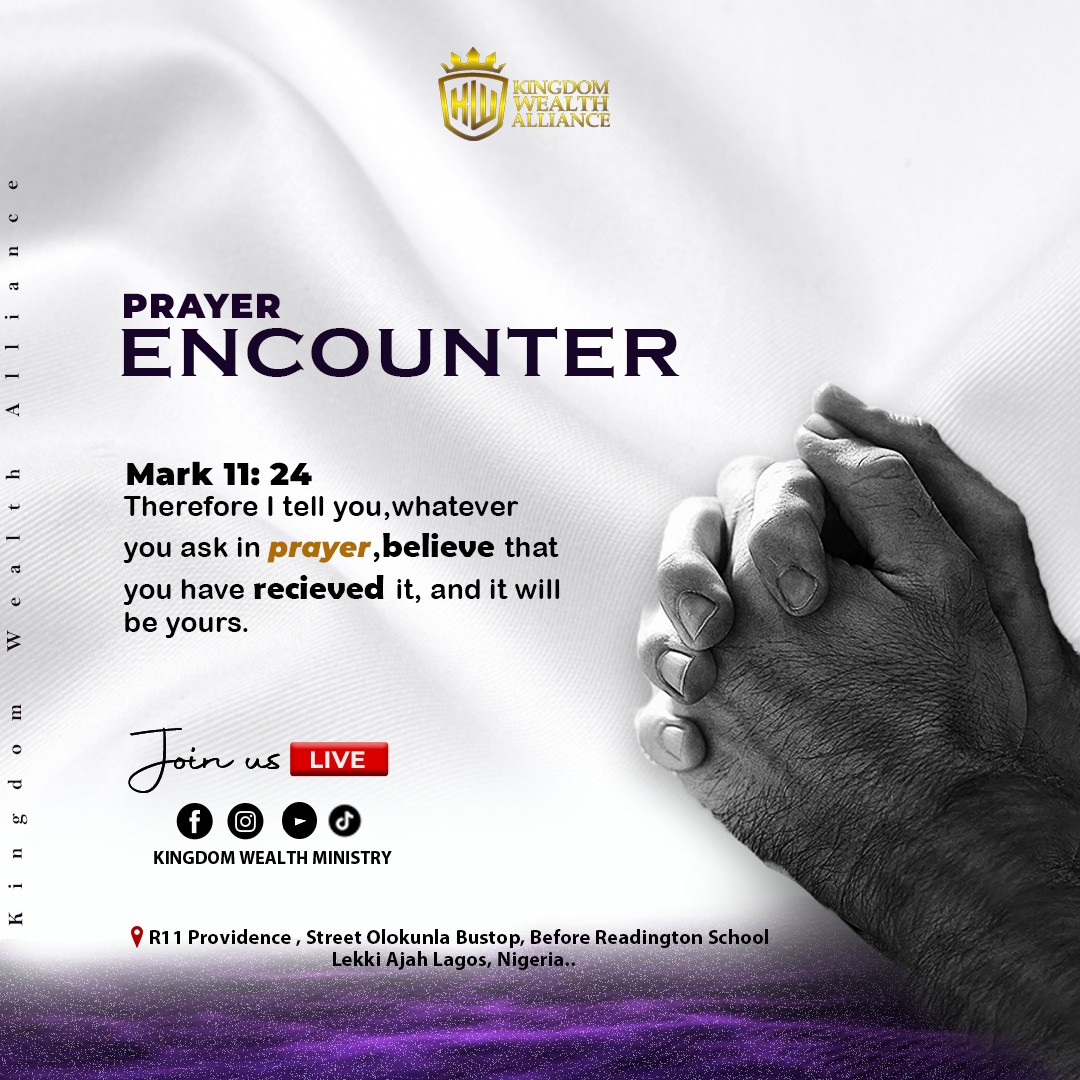 KW
KINGDOM
WEALTH
ALLIANCE
Kingdom Wealth Alliance
PRAYER
ENCOUNTER
Mark 11: 24
Therefore I tell you,whatever
you ask in prayer,believe that
you have recieved it, and it will
be yours.
Join us LIVE
KINGDOM WEALTH MINISTRY
R11 Providence , Street Olokunla Bustop, Before Readington School
Lekki Ajah Lagos, Nigeria..